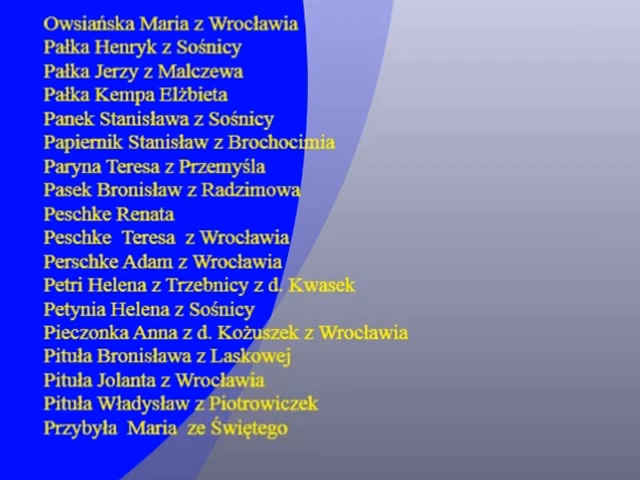 Owsiańska Maria z Wrocławia
Pałka Henryk z Sośnicy
Pałka Jerzy z Malczewa
Pałka Kempa Elżbieta
Panek Stanisława z Sośnicy
Papiernik Stanisław z Brochocimia
Paryna Teresa z Przemyśla
Pasek Bronisław z Radzimowa
Peschke Renata
Peschke Teresa z Wrocławia
Perschke Adam z Wrocławia
Petri Helena z Trzebnicy z d. Kwasek
Petynia Helena z Sośnicy
Pieczonka Anna z d. Kożuszek z Wrocławia
Pituła Bronisława z Laskowej
Pituła Jolanta z Wrocławia
Pituła Władysław z Piotrowiczek
Przybyła Maria ze Świętego